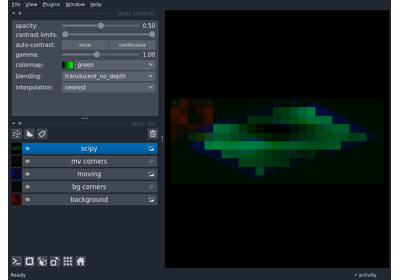 File View Plugins Window Help
layer controls
opacity: 0.50
contrast limits:
auto-contrast: once continuous
gamma: 1.00
colormap: green
blending: translucent_no_depth
interpolation: nearest
layer list
scipy
mv corners
moving
bg corners
background
Ready activity